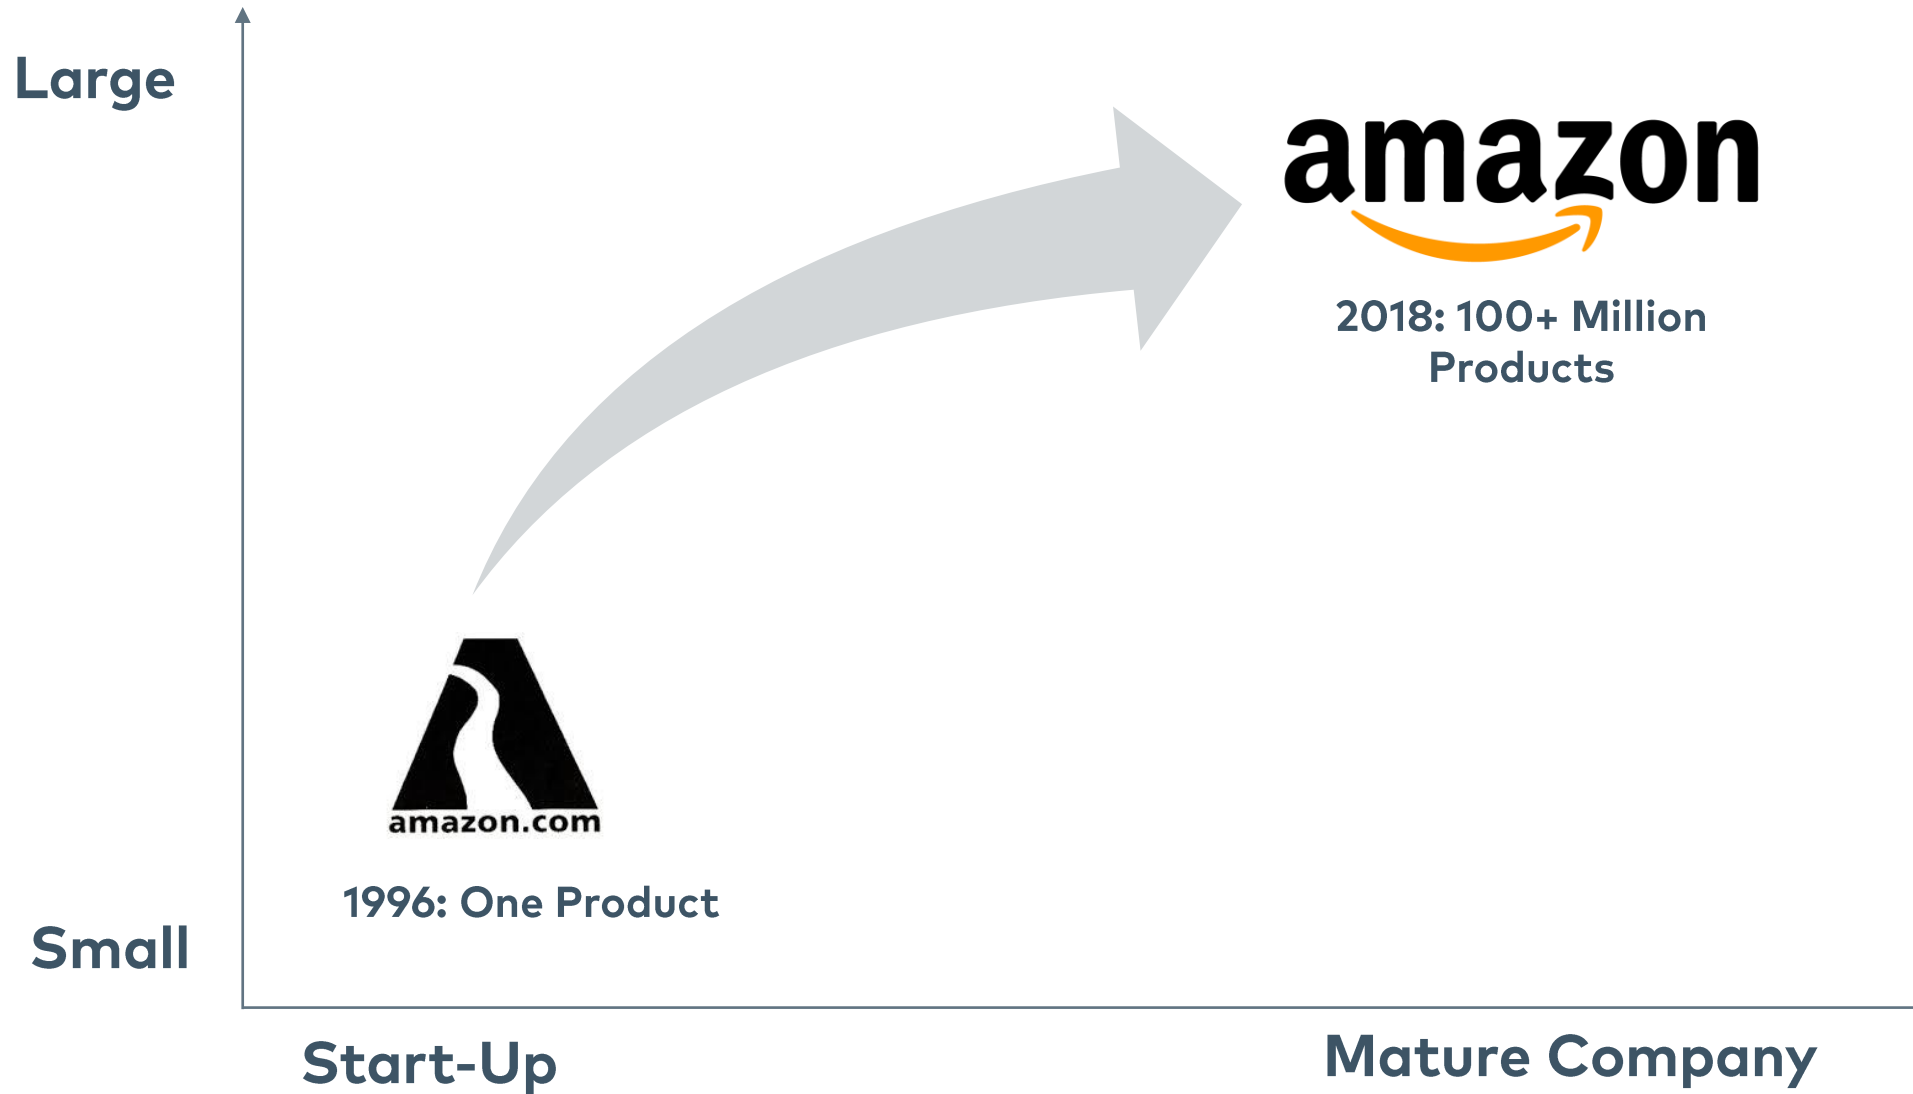 Large
amazon
2018: 100+ Million
Products
amazon.com
1996: One Product
Small
Start-Up
Mature Company